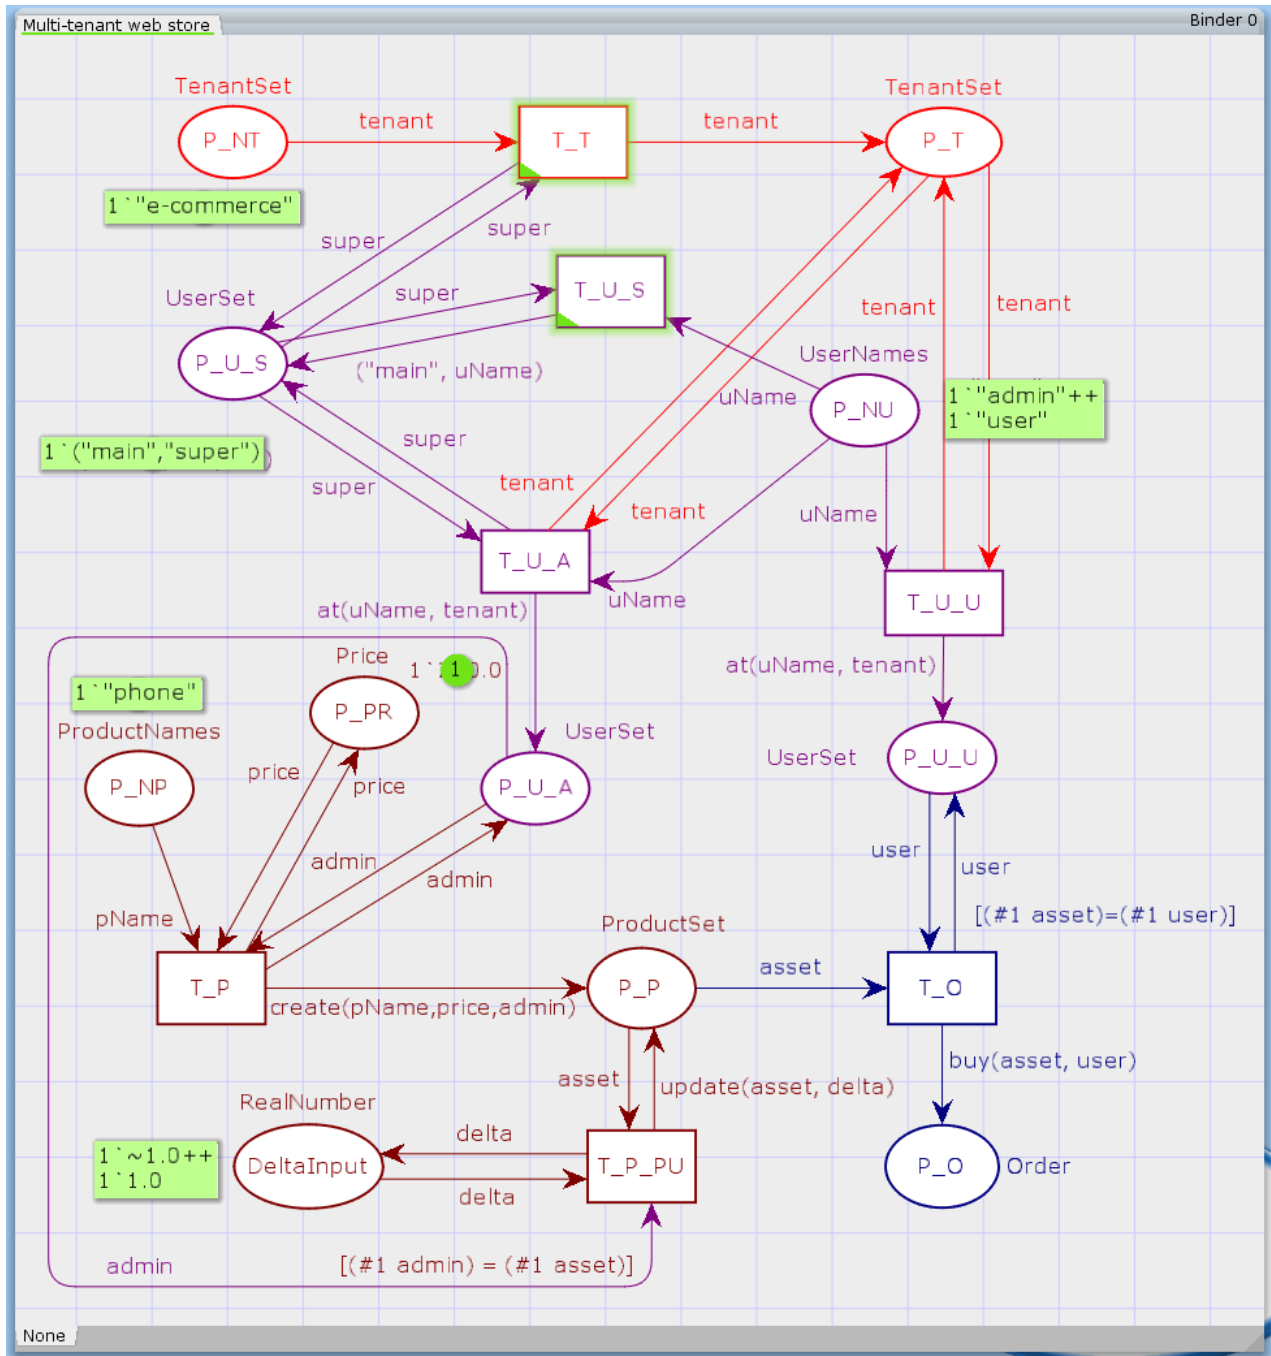 Multi-tenant web store
Binder 0
TenantSet
TenantSet
tenant
tenant
P_NT
T_T
P_T
1`"e-commerce"
super
super
UserSet
super
T_U_S
tenant
tenant
P_U_S
("main", uName)
UserNames
uName
P_NU
1`"admin"++
1`"user"
super
1`("main","super")
super
tenant
tenant
uName
T_U_A
uName
T_U_U
at(uName, tenant)
at(uName, tenant)
Price
1`
1
0.0
1`"phone"
P_PR
ProductNames
UserSet
UserSet
P_U_U
price
price
P_NP
P_U_A
admin
admin
user
user
pName
ProductSet
[(#1 asset)=(#1 user)]
asset
T_P
P_P
T_O
create(pName,price,admin)
asset
update(asset, delta)
buy(asset, user)
RealNumber
delta
1`~1.0++
1`1.0
DeltaInput
T_P_PU
P_O
Order
delta
admin
[(#1 admin) = (#1 asset)]
None